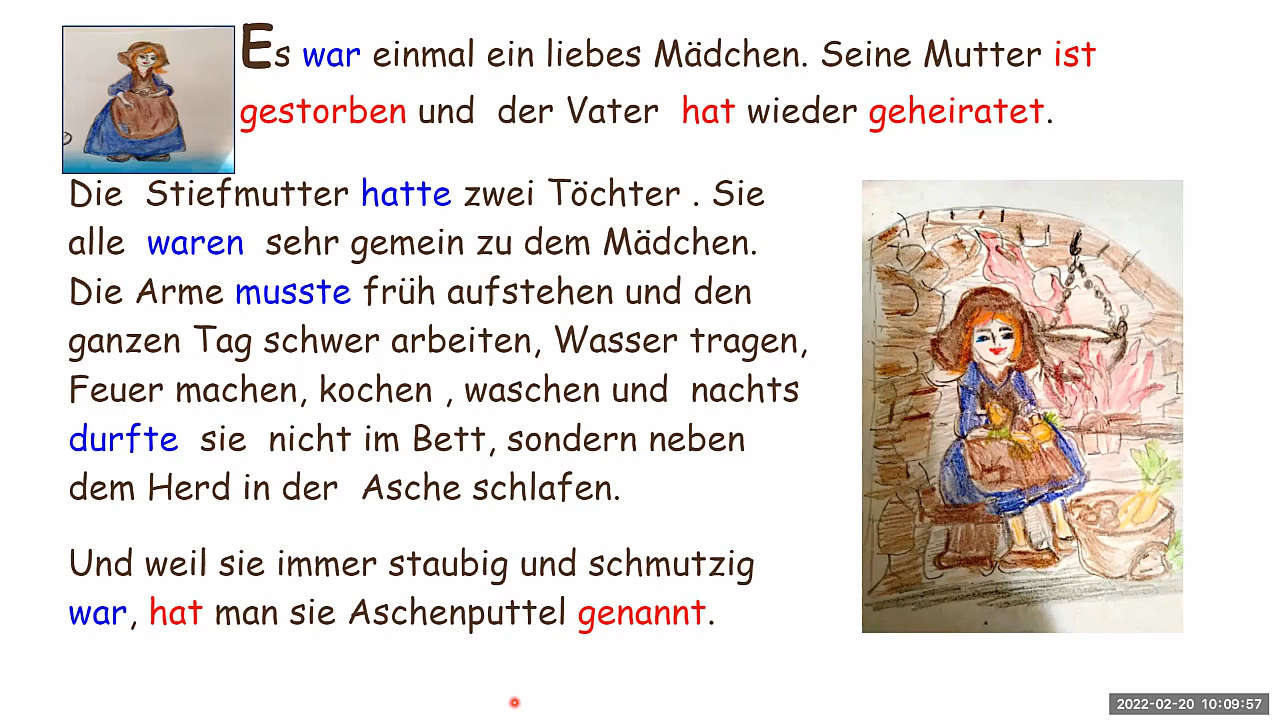 Es war einmal ein liebes Mädchen. Seine Mutter ist
gestorben und der Vater hat wieder geheiratet.
Die Stiefmutter hatte zwei Töchter . Sie
alle waren sehr gemein zu dem Mädchen.
Die Arme musste früh aufstehen und den
ganzen Tag schwer arbeiten, Wasser tragen,
Feuer machen, kochen , waschen und nachts
durfte sie nicht im Bett, sondern neben
dem Herd in der Asche schlafen.
Und weil sie immer staubig und schmutzig
war, hat man sie Aschenputtel genannt.
2022-02-20 10:09:57